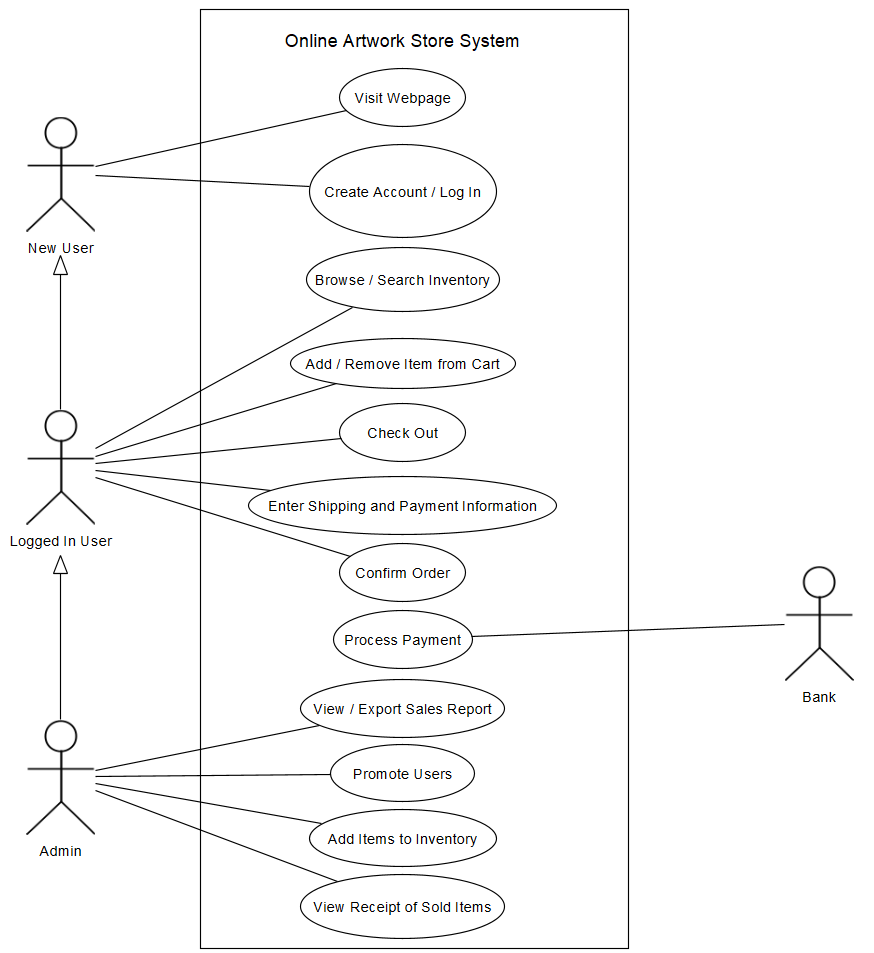 Online Artwork Store System
Visit Webpage
Create Account / Log In
New User
Browse / Search Inventory
Add / Remove Item from Cart
Check Out
Enter Shipping and Payment Information
Logged In User
Confirm Order
Process Payment
Bank
View / Export Sales Report
Promote Users
Add Items to Inventory
Admin
View Receipt of Sold Items